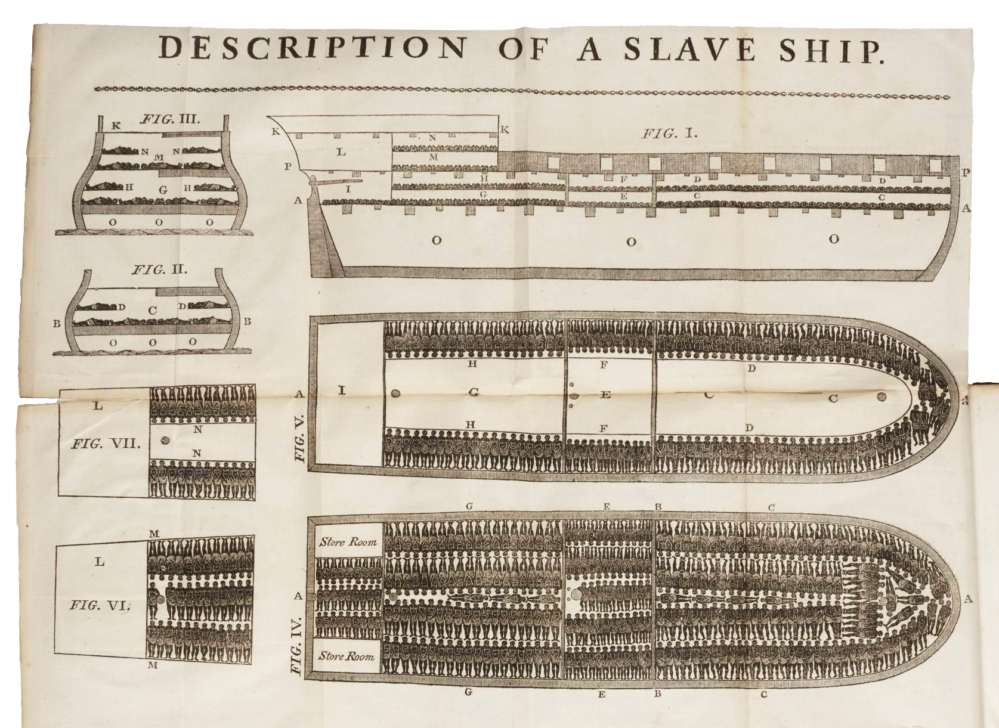 DESCRIPTION OF A SLAVE SHIP.
FIG. III.
K
N N
M
H G H
O O O
FIG. I.
K K
N
L
M
P P
H F D D
I
G E C C
A A
O O O
FIG. II.
D C D
B B
O O O
FIG. V.
H F D
A I G E C A
H F D
L
N
FIG. VII.
N
G E B C
Store Room
A A
FIG. IV.
Store Room
G E B C
M
L
FIG. VI.
M